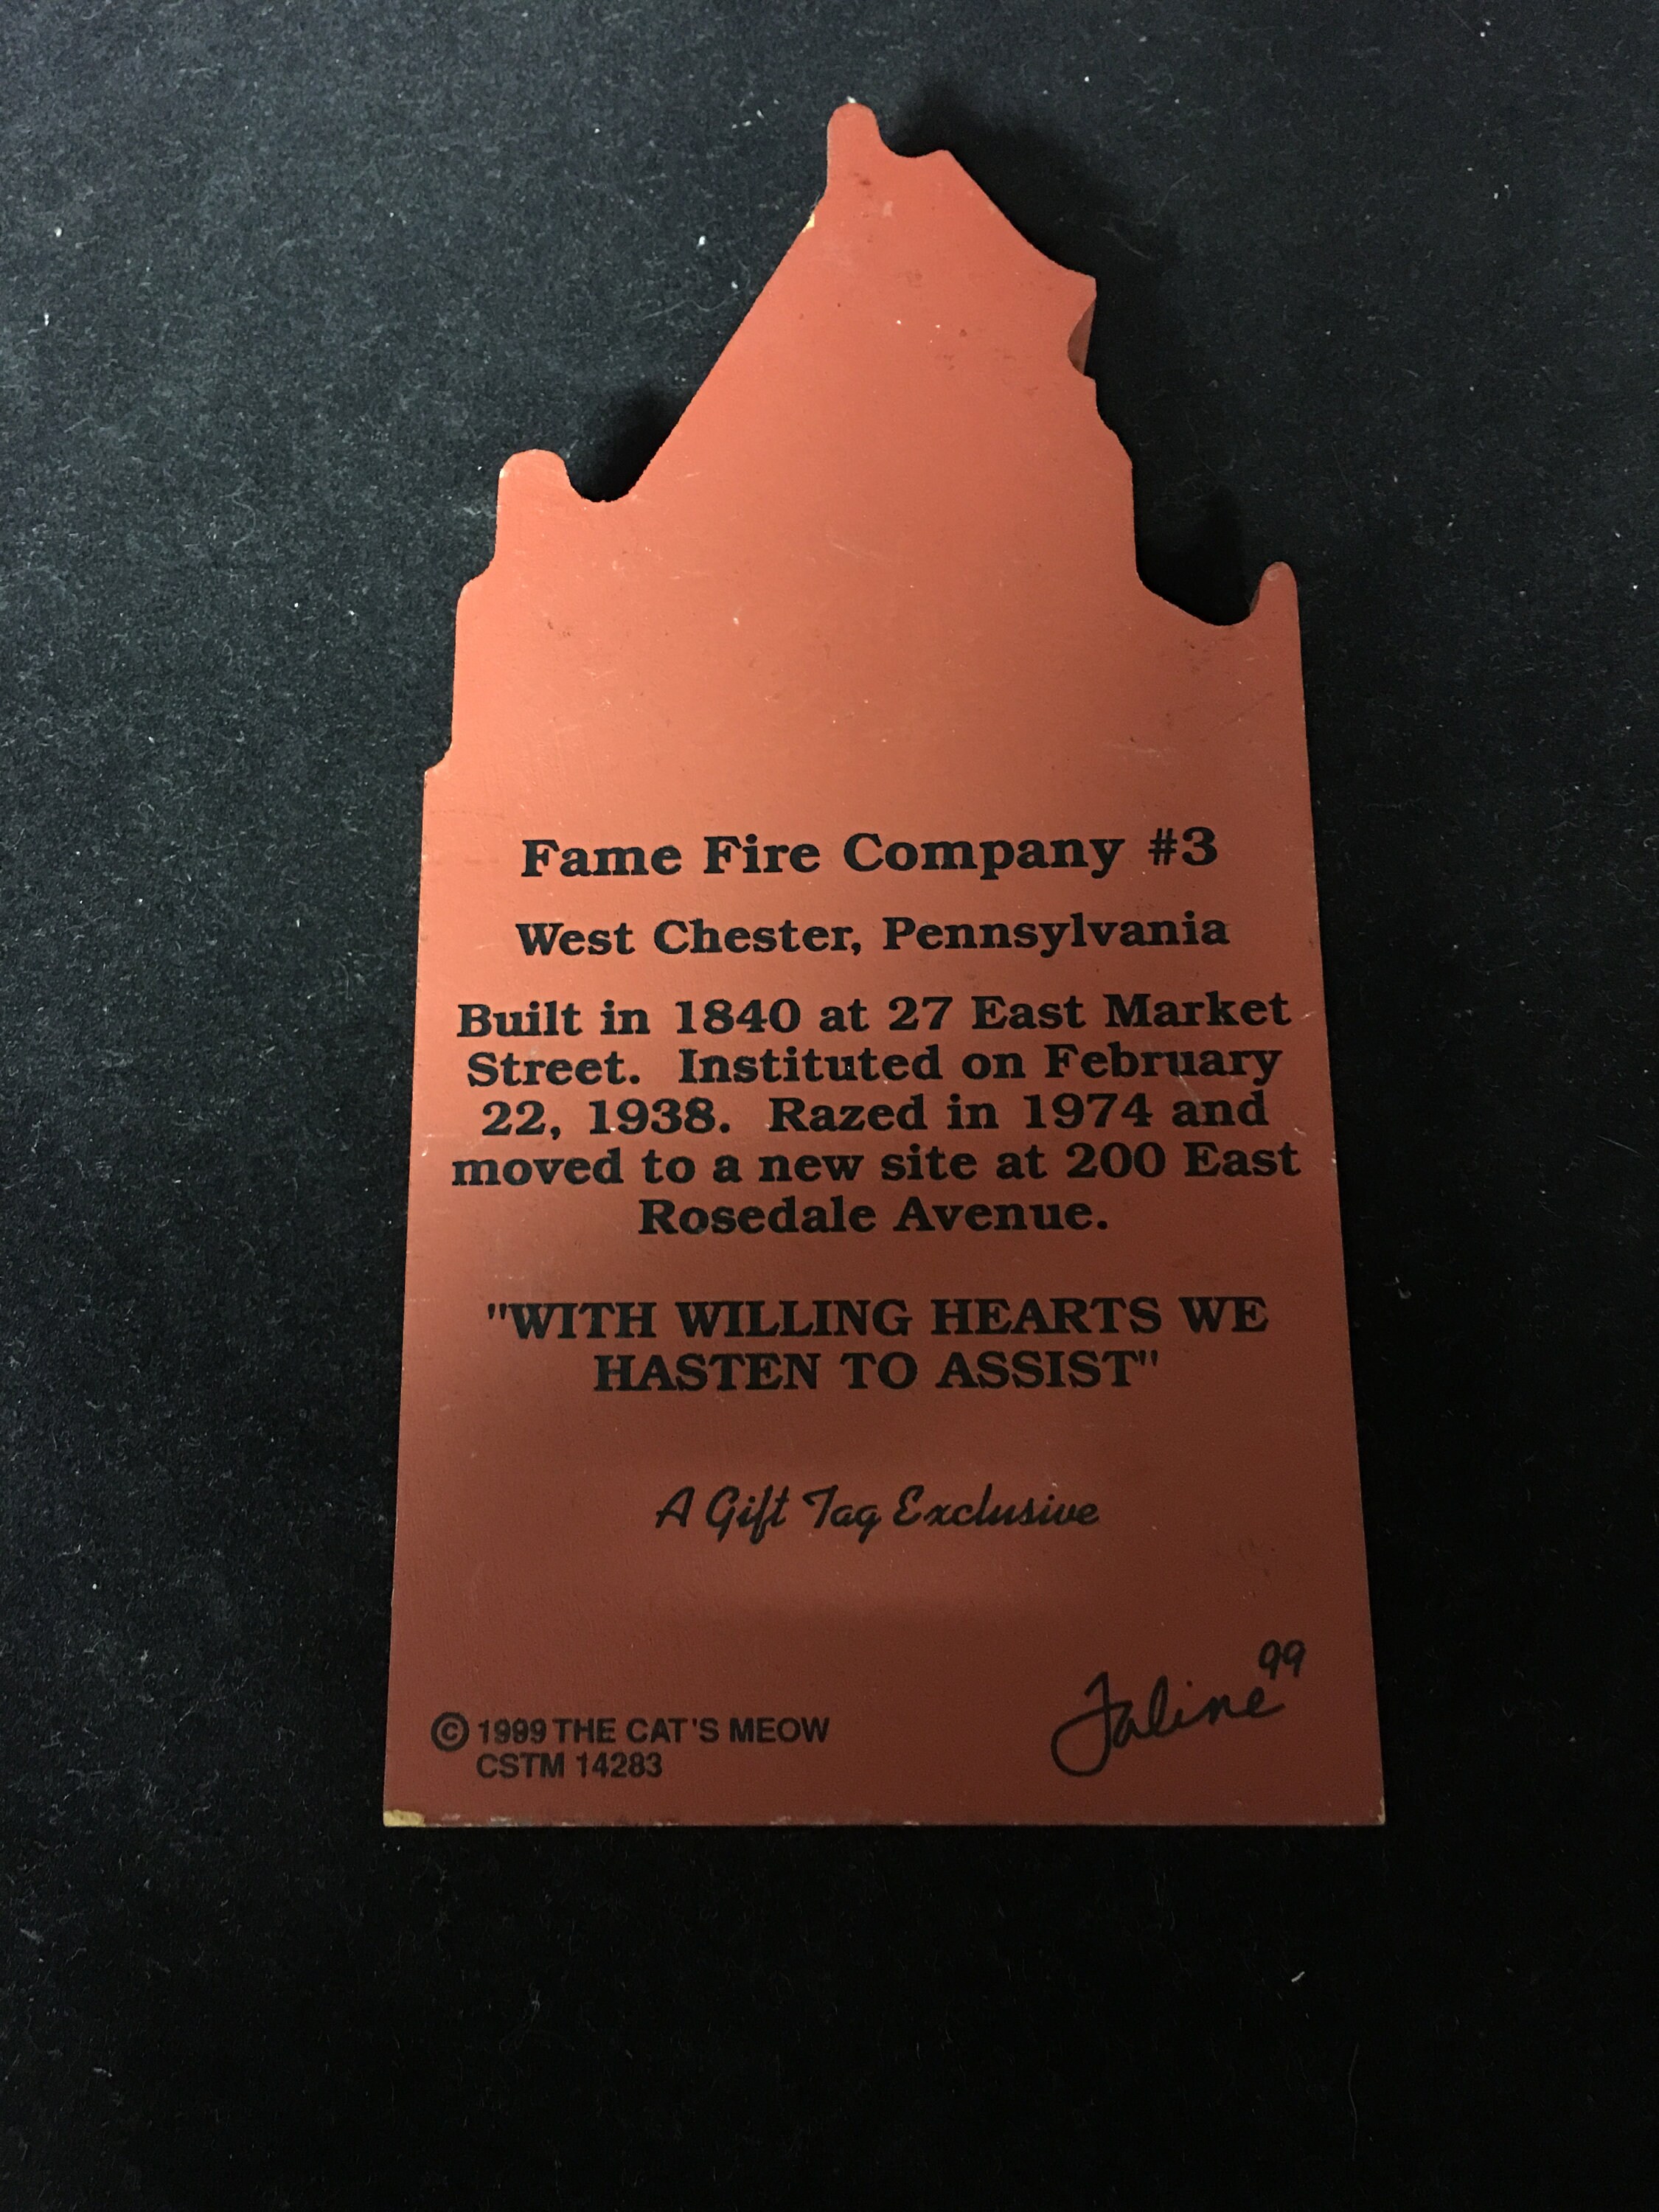 Fame Fire Company #3
West Chester, Pennsylvania
Built in 1840 at 27 East Market
Street. Instituted on February
22, 1938. Razed in 1974 and
moved to a new site at 200 East
Rosedale Avenue.
"WITH WILLING HEARTS WE
HASTEN TO ASSIST"
A Gift Tag Exclusive
Faline 99
© 1999 THE CAT'S MEOW
CSTM 14283